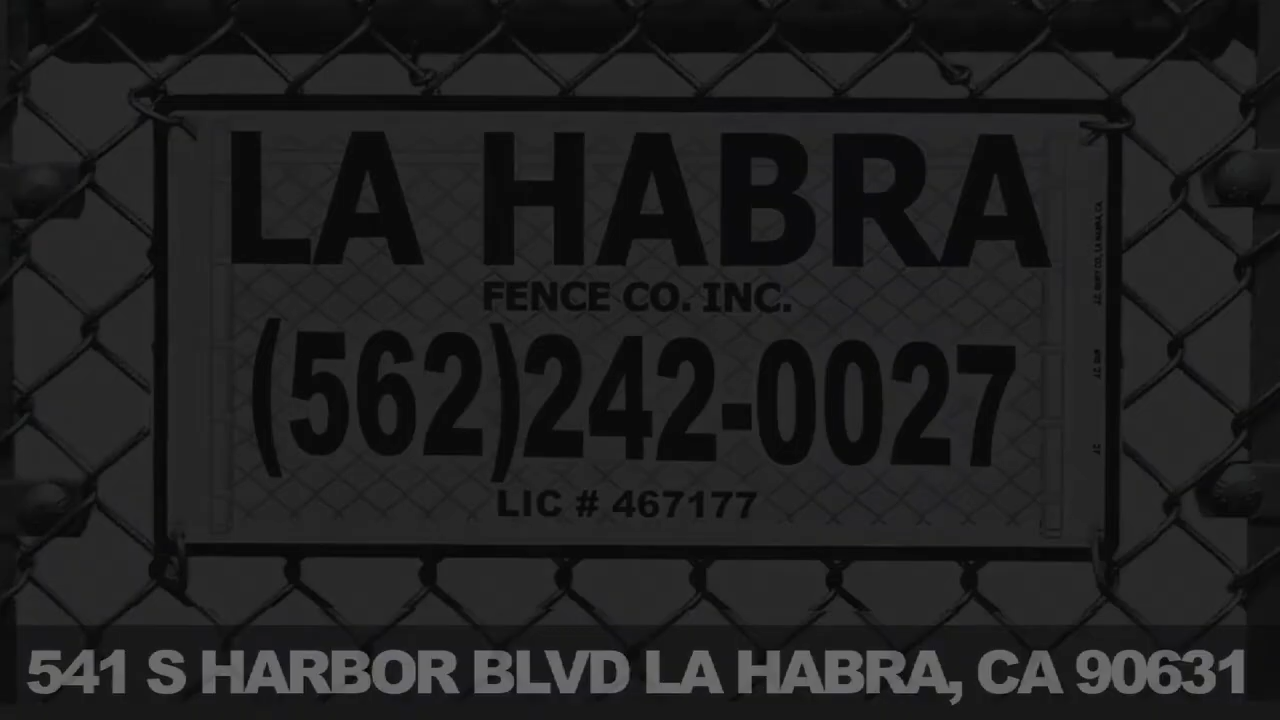 LA HABRA
FENCE CO. INC.
(562)242-0027
LIC # 467177
541 S HARBOR BLVD LA HABRA, CA 90631